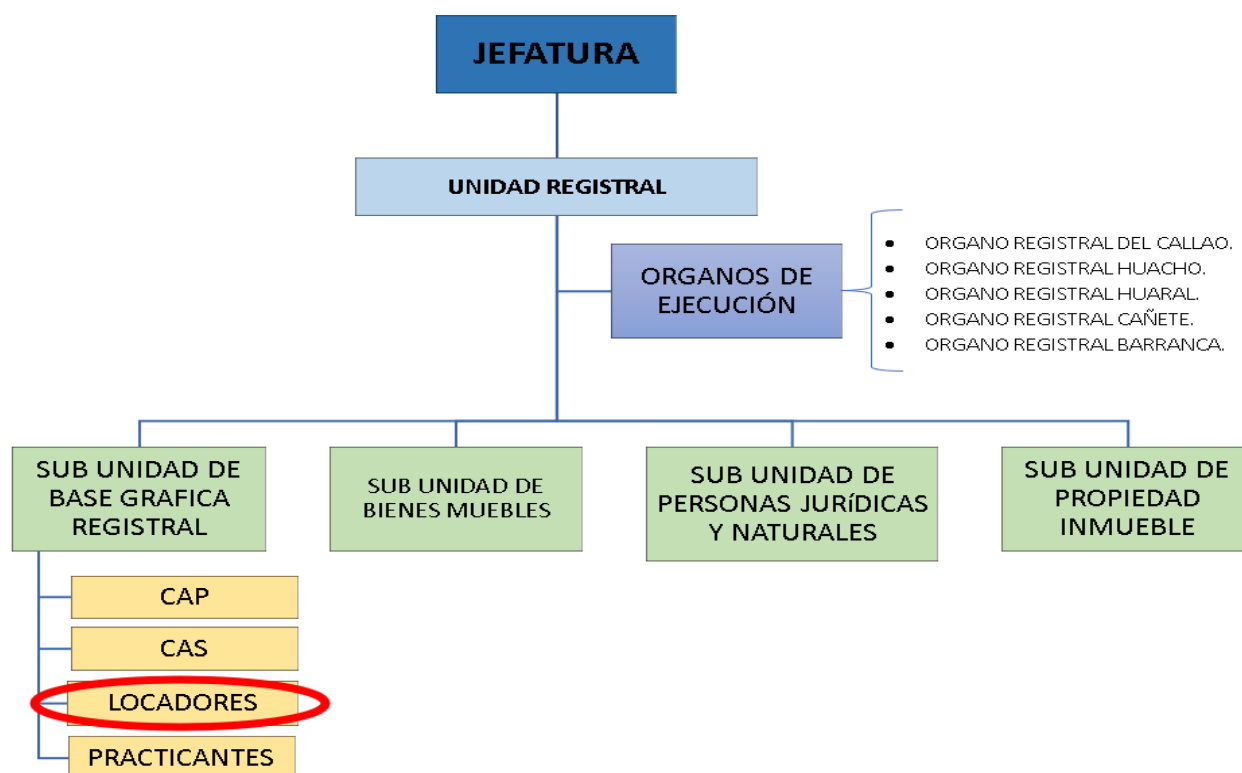 JEFATURA
UNIDAD REGISTRAL
ORGANOS DE
EJECUCIÓN
• ORGANO REGISTRAL DEL CALLAO.
• ORGANO REGISTRAL HUACHO.
• ORGANO REGISTRAL HUARAL.
• ORGANO REGISTRAL CAÑETE.
• ORGANO REGISTRAL BARRANCA.
SUB UNIDAD DE
BASE GRAFICA
REGISTRAL
SUB UNIDAD DE
BIENES MUEBLES
SUB UNIDAD DE
PERSONAS JURíDICAS
Y NATURALES
SUB UNIDAD DE
PROPIEDAD
INMUEBLE
CAP
CAS
LOCADORES
PRACTICANTES